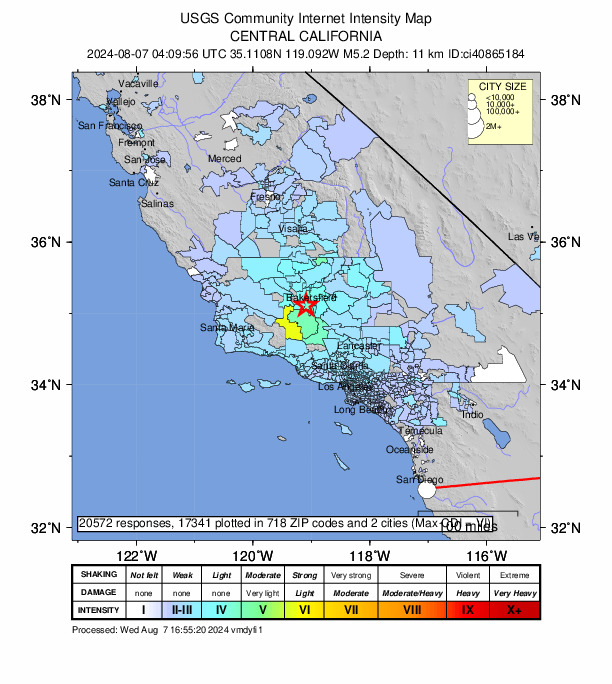 USGS Community Internet Intensity Map
CENTRAL CALIFORNIA
2024-08-07 04:09:56 UTC 35.1108N 119.092W M5.2 Depth: 11 km ID:ci40865184
CITY SIZE
<10,000
10,000+
100,000+
2M+
38°N
38°N
36°N
36°N
34°N
34°N
32°N
32°N
Vacaville
Vallejo
San Francisco
Fremont
San Jose
Merced
Santa Cruz
Salinas
Fresno
Visalia
Las Ve
Bakersfield
Santa Maria
Lancaster
Santa Clarita
Los Angeles
Long Beach
Indio
Temecula
Oceanside
San Diego
20572 responses, 17341 plotted in 718 ZIP codes and 2 cities (Max CDI = VI)
100 miles
122°W 120°W 118°W 116°W
SHAKING Not felt Weak Light Moderate Strong Very strong Severe Violent Extreme
DAMAGE none none none Very light Light Moderate Moderate/Heavy Heavy Very Heavy
INTENSITY I II-III IV V VI VII VIII IX X+
Processed: Wed Aug 7 16:55:20 2024 vmdyfi1